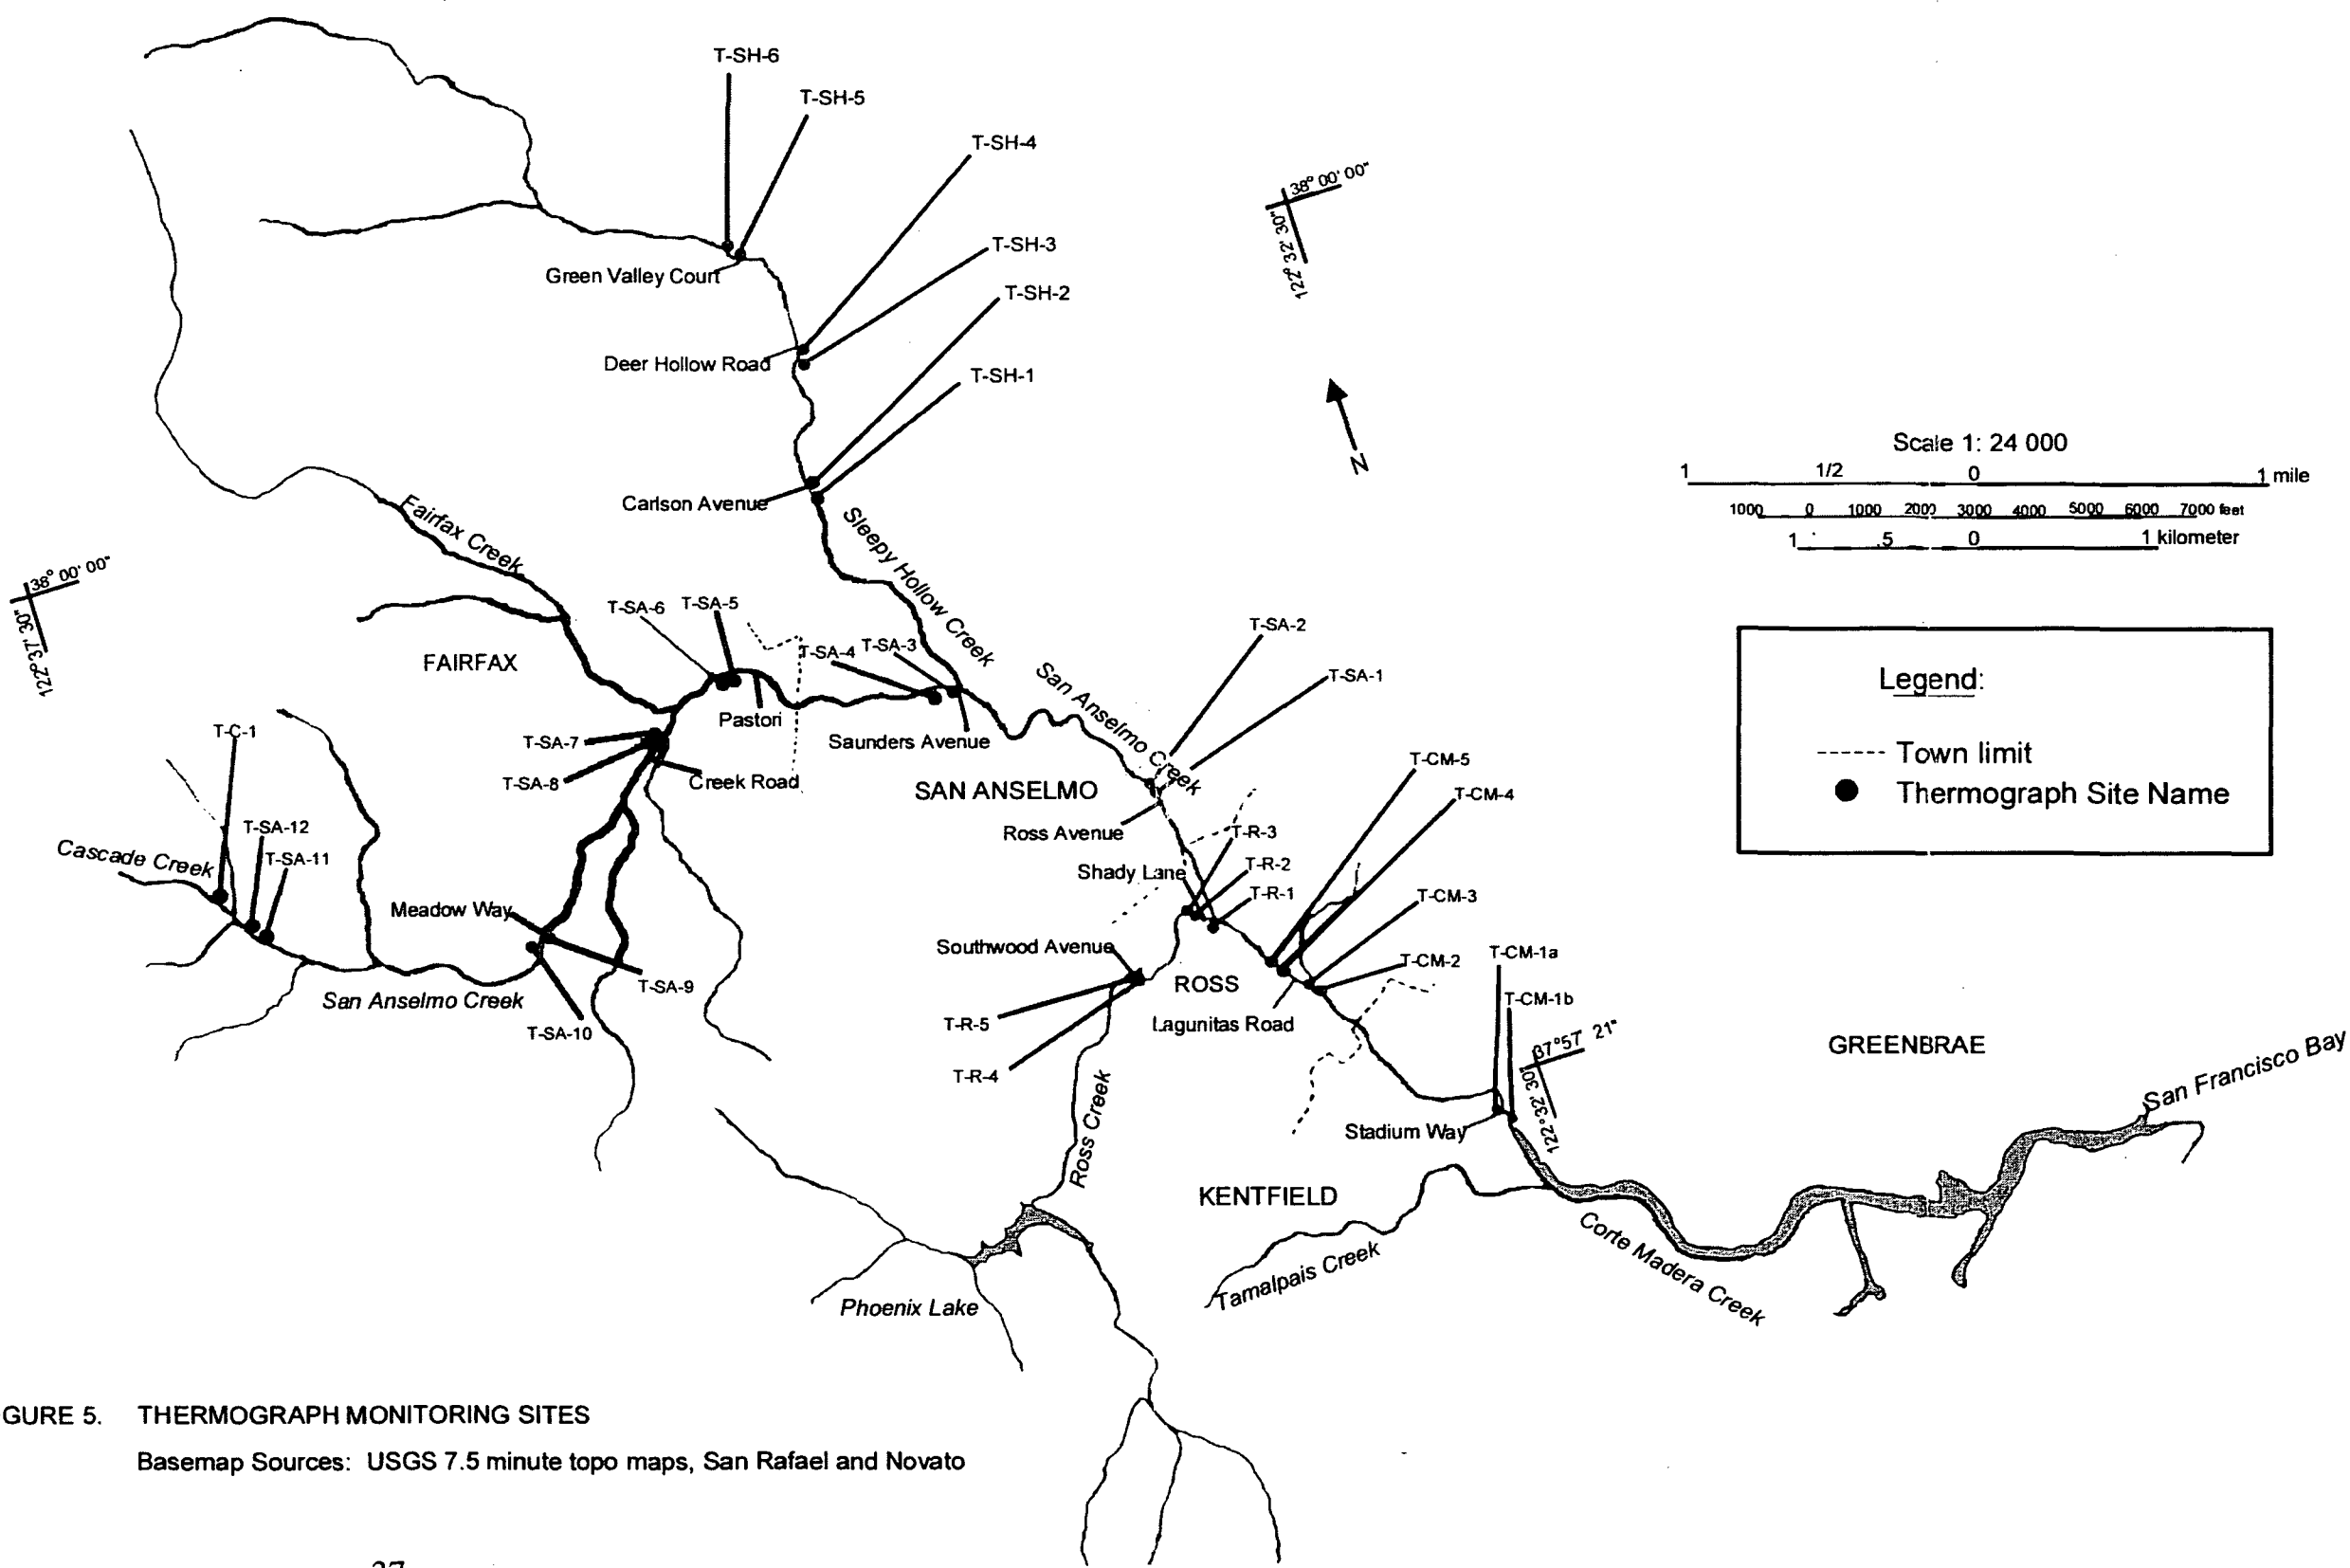 T-SH-6
T-SH-5
T-SH-4
T-SH-3
T-SH-2
T-SH-1
Green Valley Court
Deer Hollow Road
Carlson Avenue
38° 00' 00"
122° 32' 30"
N
Scale 1: 24 000
1 1/2 0 1 mile
1000 0 1000 2000 3000 4000 5000 6000 7000 feet
1 .5 0 1 kilometer
Legend:
Town limit
Thermograph Site Name
Fairfax Creek
Sleepy Hollow Creek
38° 00' 00"
122° 37' 30"
FAIRFAX
T-SA-6
T-SA-5
T-SA-4
T-SA-3
Pastori
Saunders Avenue
T-SA-7
T-SA-8
Creek Road
San Anselmo Creek
T-SA-2
T-SA-1
SAN ANSELMO
Ross Avenue
T-C-1
T-SA-12
T-SA-11
Cascade Creek
Meadow Way
San Anselmo Creek
T-SA-9
T-SA-10
T-CM-5
T-CM-4
T-R-3
T-R-2
T-R-1
Shady Lane
T-CM-3
T-CM-2
Southwood Avenue
ROSS
T-R-5
T-R-4
Lagunitas Road
T-CM-1a
T-CM-1b
37°57' 21"
122°32' 30"
GREENBRAE
San Francisco Bay
Stadium Way
Ross Creek
KENTFIELD
Tamalpais Creek
Corte Madera Creek
Phoenix Lake
GURE 5. THERMOGRAPH MONITORING SITES
Basemap Sources: USGS 7.5 minute topo maps, San Rafael and Novato